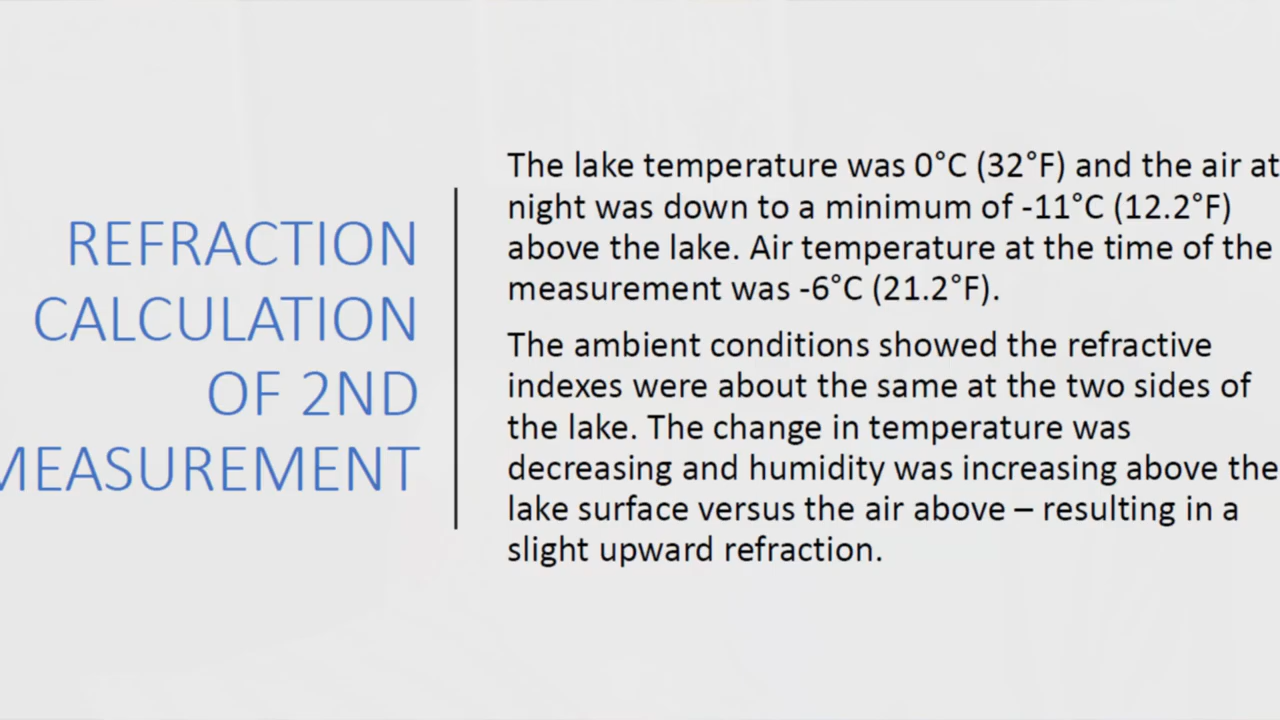 REFRACTION
CALCULATION
OF 2ND
MEASUREMENT
The lake temperature was 0°C (32°F) and the air at
night was down to a minimum of -11°C (12.2°F)
above the lake. Air temperature at the time of the
measurement was -6°C (21.2°F).
The ambient conditions showed the refractive
indexes were about the same at the two sides of
the lake. The change in temperature was
decreasing and humidity was increasing above the
lake surface versus the air above – resulting in a
slight upward refraction.